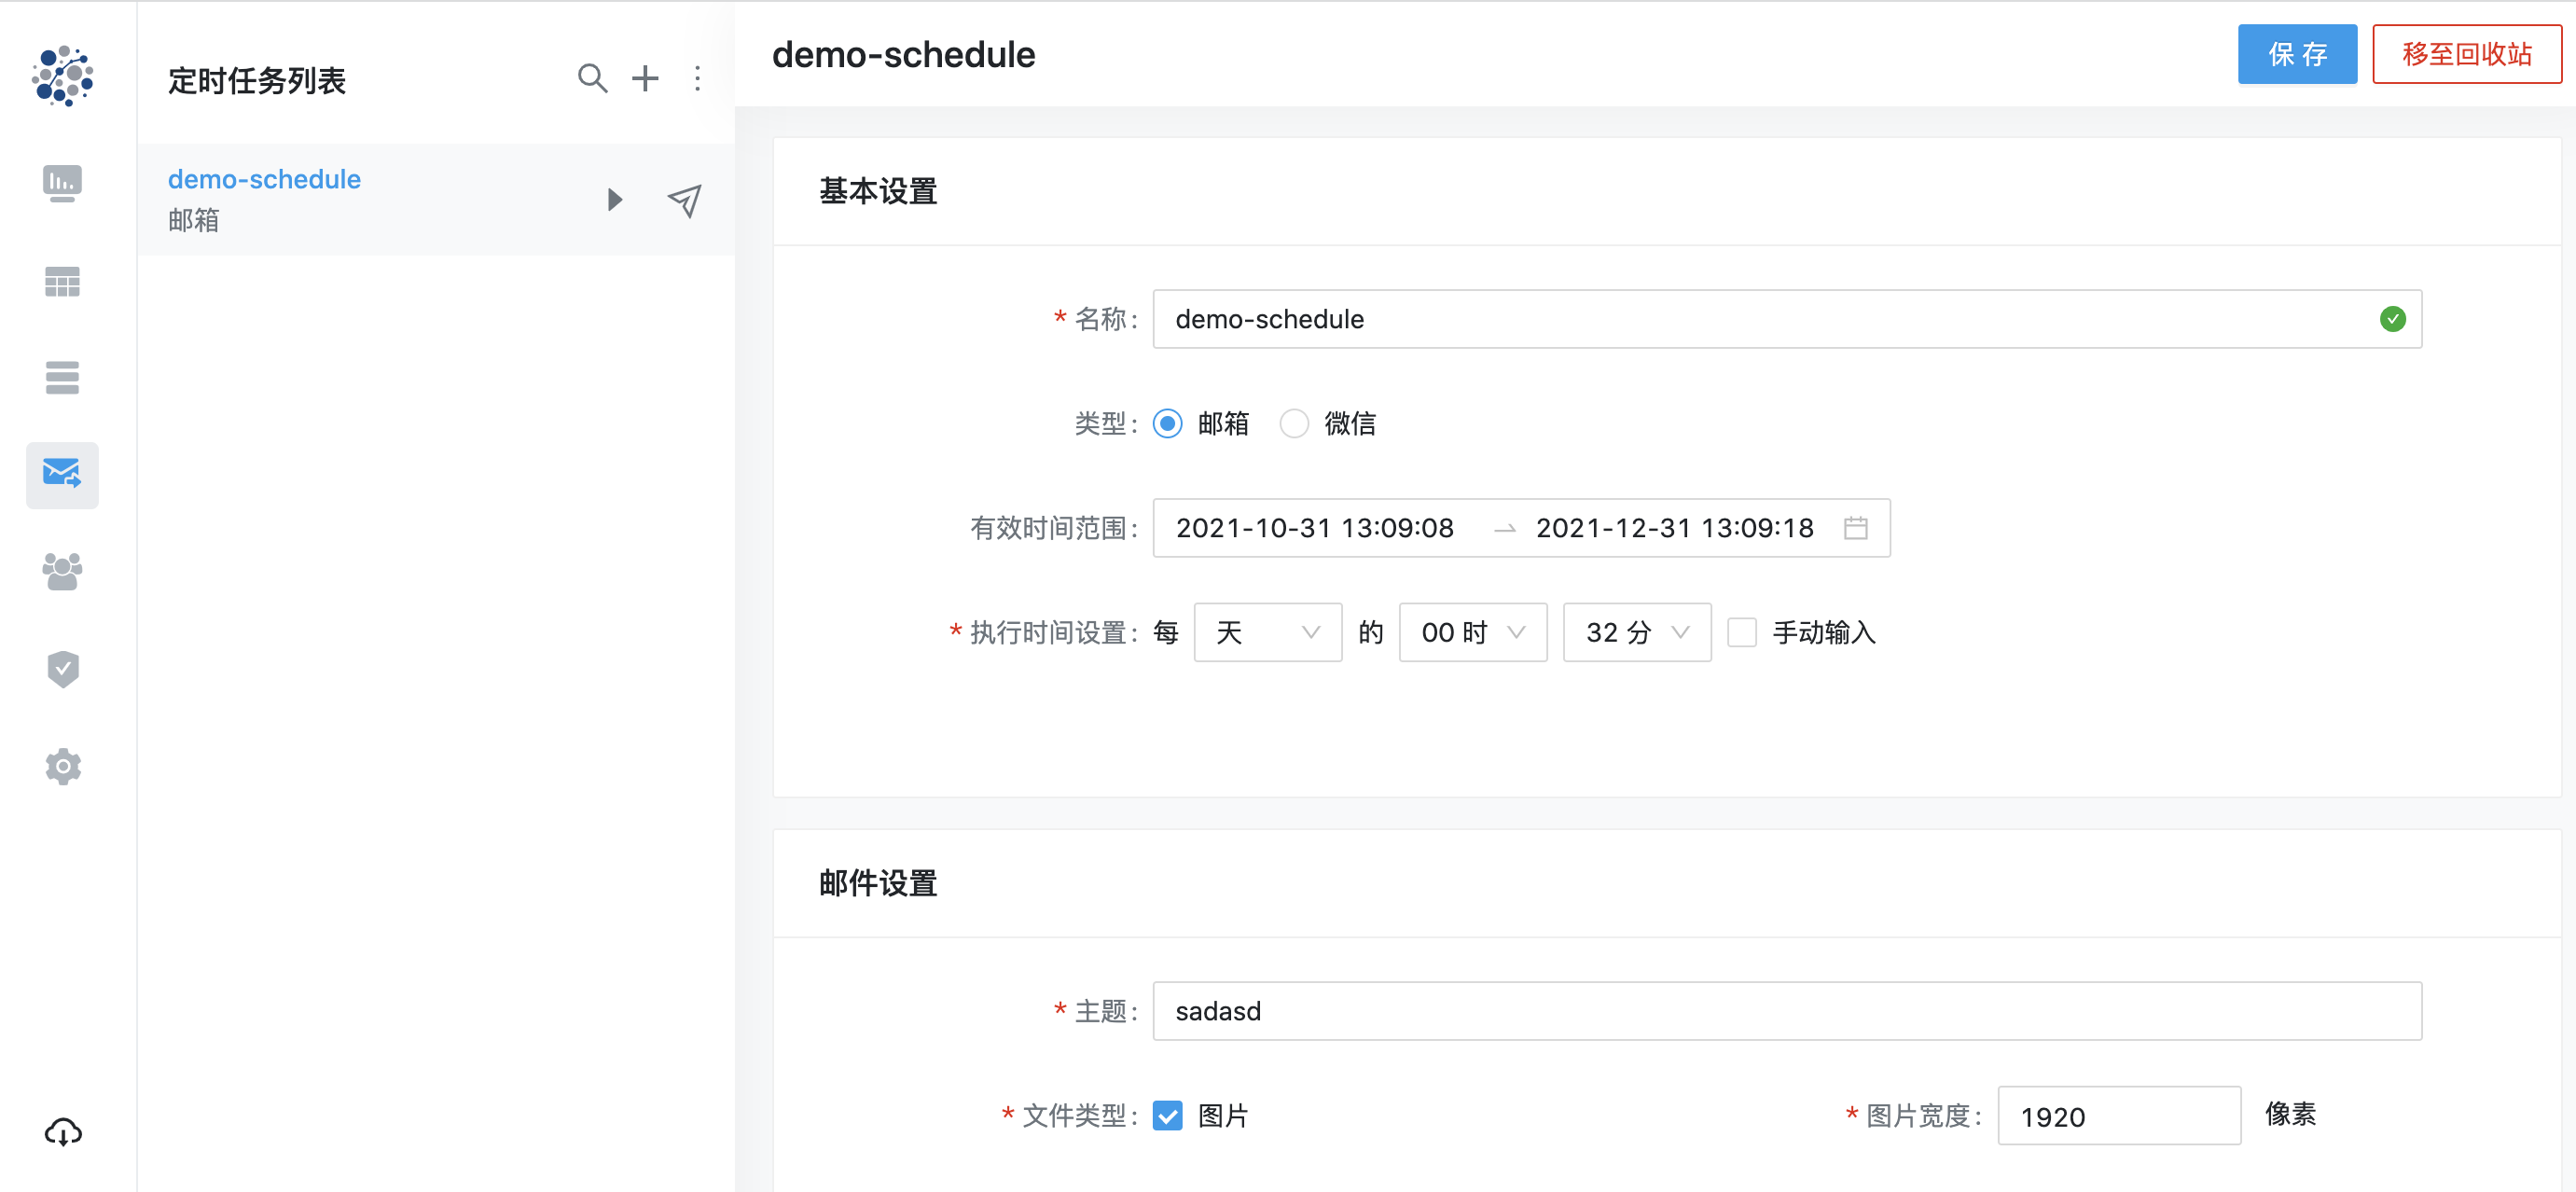 定时任务列表
demo-schedule
邮箱
demo-schedule
保 存
移至回收站
基本设置
* 名称: demo-schedule
类型: 邮箱 微信
有效时间范围: 2021-10-31 13:09:08 → 2021-12-31 13:09:18
* 执行时间设置: 每 天 的 00 时 32 分 手动输入
邮件设置
* 主题: sadasd
* 文件类型: 图片
* 图片宽度: 1920 像素